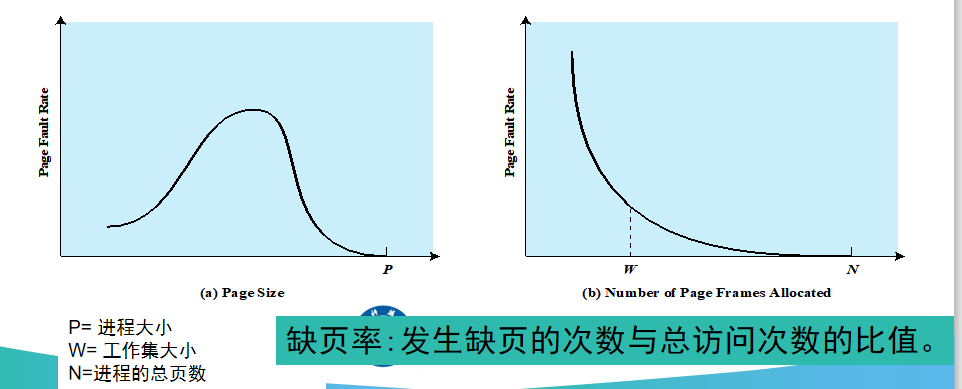 Page Fault Rate
P
(a) Page Size
Page Fault Rate
W
N
(b) Number of Page Frames Allocated
P= 进程大小
W= 工作集大小
N=进程的总页数
缺页率:发生缺页的次数与总访问次数的比值。